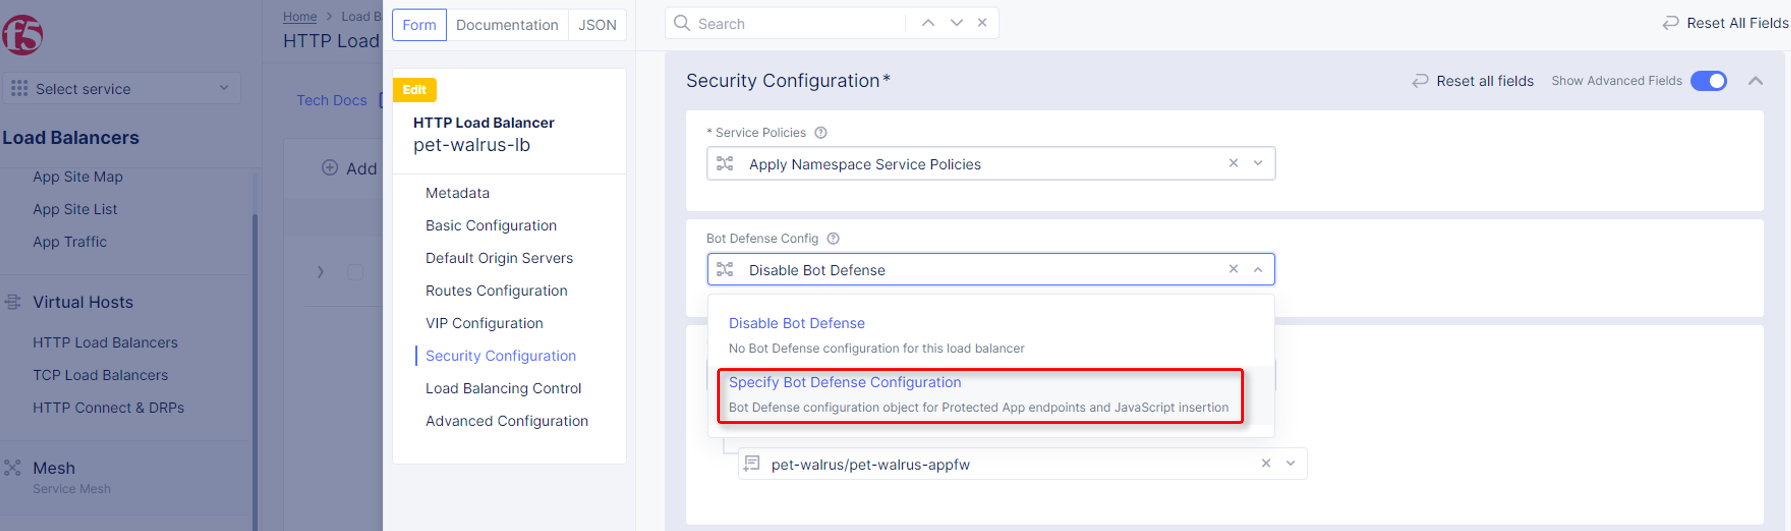 f5
Select service
Load Balancers
App Site Map
App Site List
App Traffic
Virtual Hosts
HTTP Load Balancers
TCP Load Balancers
HTTP Connect & DRPs
Mesh
Service Mesh
Home > Load B
HTTP Load
Tech Docs
Add
Form
Documentation
JSON
Edit
HTTP Load Balancer
pet-walrus-lb
Metadata
Basic Configuration
Default Origin Servers
Routes Configuration
VIP Configuration
Security Configuration
Load Balancing Control
Advanced Configuration
Search
Reset All Fields
Security Configuration*
Reset all fields
Show Advanced Fields
* Service Policies
Apply Namespace Service Policies
Bot Defense Config
Disable Bot Defense
Disable Bot Defense
No Bot Defense configuration for this load balancer
Specify Bot Defense Configuration
Bot Defense configuration object for Protected App endpoints and JavaScript insertion
pet-walrus/pet-walrus-appfw